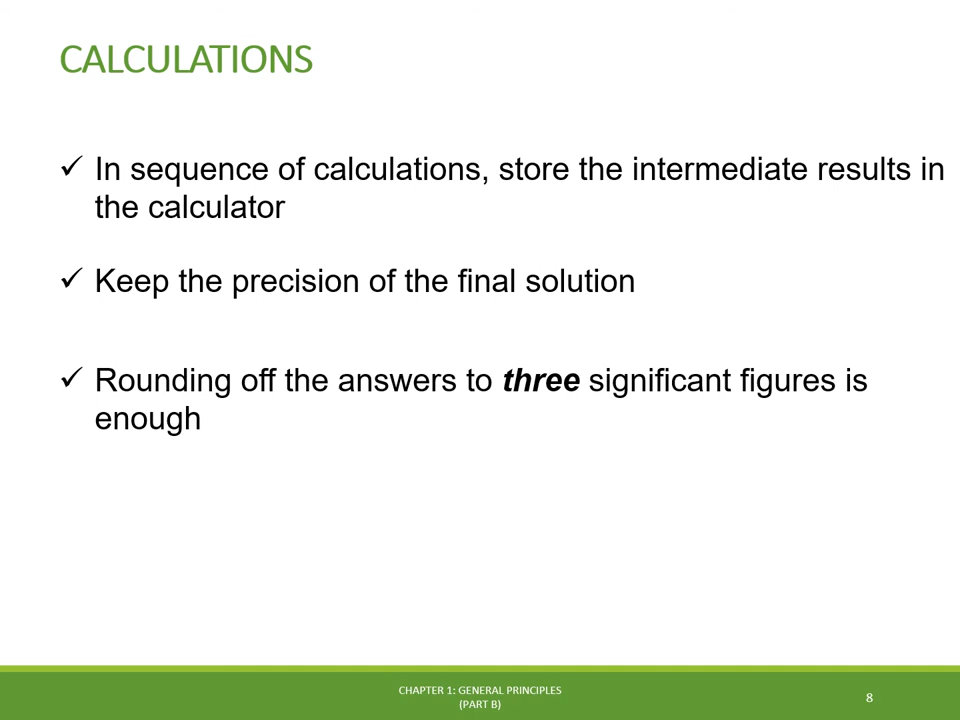 CALCULATIONS
✓ In sequence of calculations, store the intermediate results in
the calculator
✓ Keep the precision of the final solution
✓ Rounding off the answers to three significant figures is
enough
CHAPTER 1: GENERAL PRINCIPLES
(PART B)
8